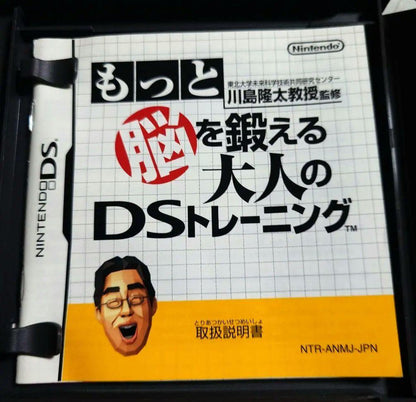 Nintendo
もっと
東北大学未来科学技術共同研究センター
川島隆太教授 監修
脳を鍛える
大人の
DSトレーニング™
NINTENDO DS™
とりあつかいせつめいしょ
取扱説明書
NTR-ANMJ-JPN